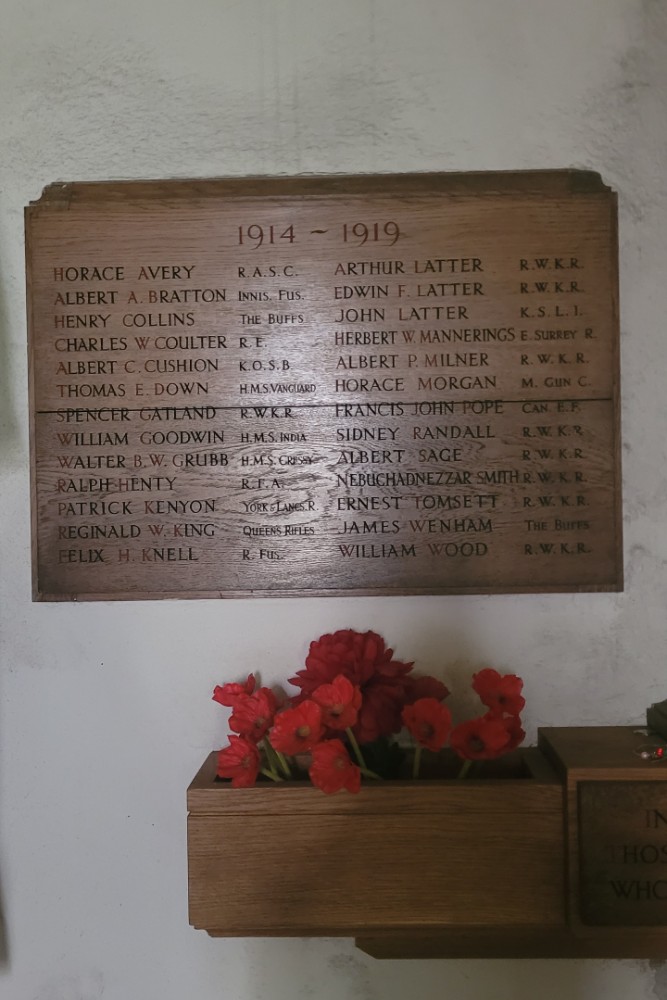 1914 ~ 1919
HORACE AVERY R.A.S.C.
ALBERT A. BRATTON INNIS. FUS.
HENRY COLLINS THE BUFFS
CHARLES W. COULTER R.E.
ALBERT C. CUSHION K.O.S.B.
THOMAS E. DOWN H.M.S. VANGUARD
SPENCER GATLAND R.W.K.R.
WILLIAM GOODWIN H.M.S. INDIA
WALTER B.W. GRUBB H.M.S. CRESSY
RALPH HENTY R.F.A.
PATRICK KENYON YORK & LANCS. R.
REGINALD W. KING QUEENS RIFLES
FELIX H. KNELL R. FUS.
ARTHUR LATTER R.W.K.R.
EDWIN F. LATTER R.W.K.R.
JOHN LATTER K.S.L.I.
HERBERT W. MANNERINGS E. SURREY R.
ALBERT P. MILNER R.W.K.R.
HORACE MORGAN M. GUN C.
FRANCIS JOHN POPE CAN. E.F.
SIDNEY RANDALL R.W.K.R.
ALBERT SAGE R.W.K.R.
NEBUCHADNEZZAR SMITH R.W.K.R.
ERNEST TOMSETT R.W.K.R.
JAMES WENHAM THE BUFFS
WILLIAM WOOD R.W.K.R.
IN
THOS
WHO